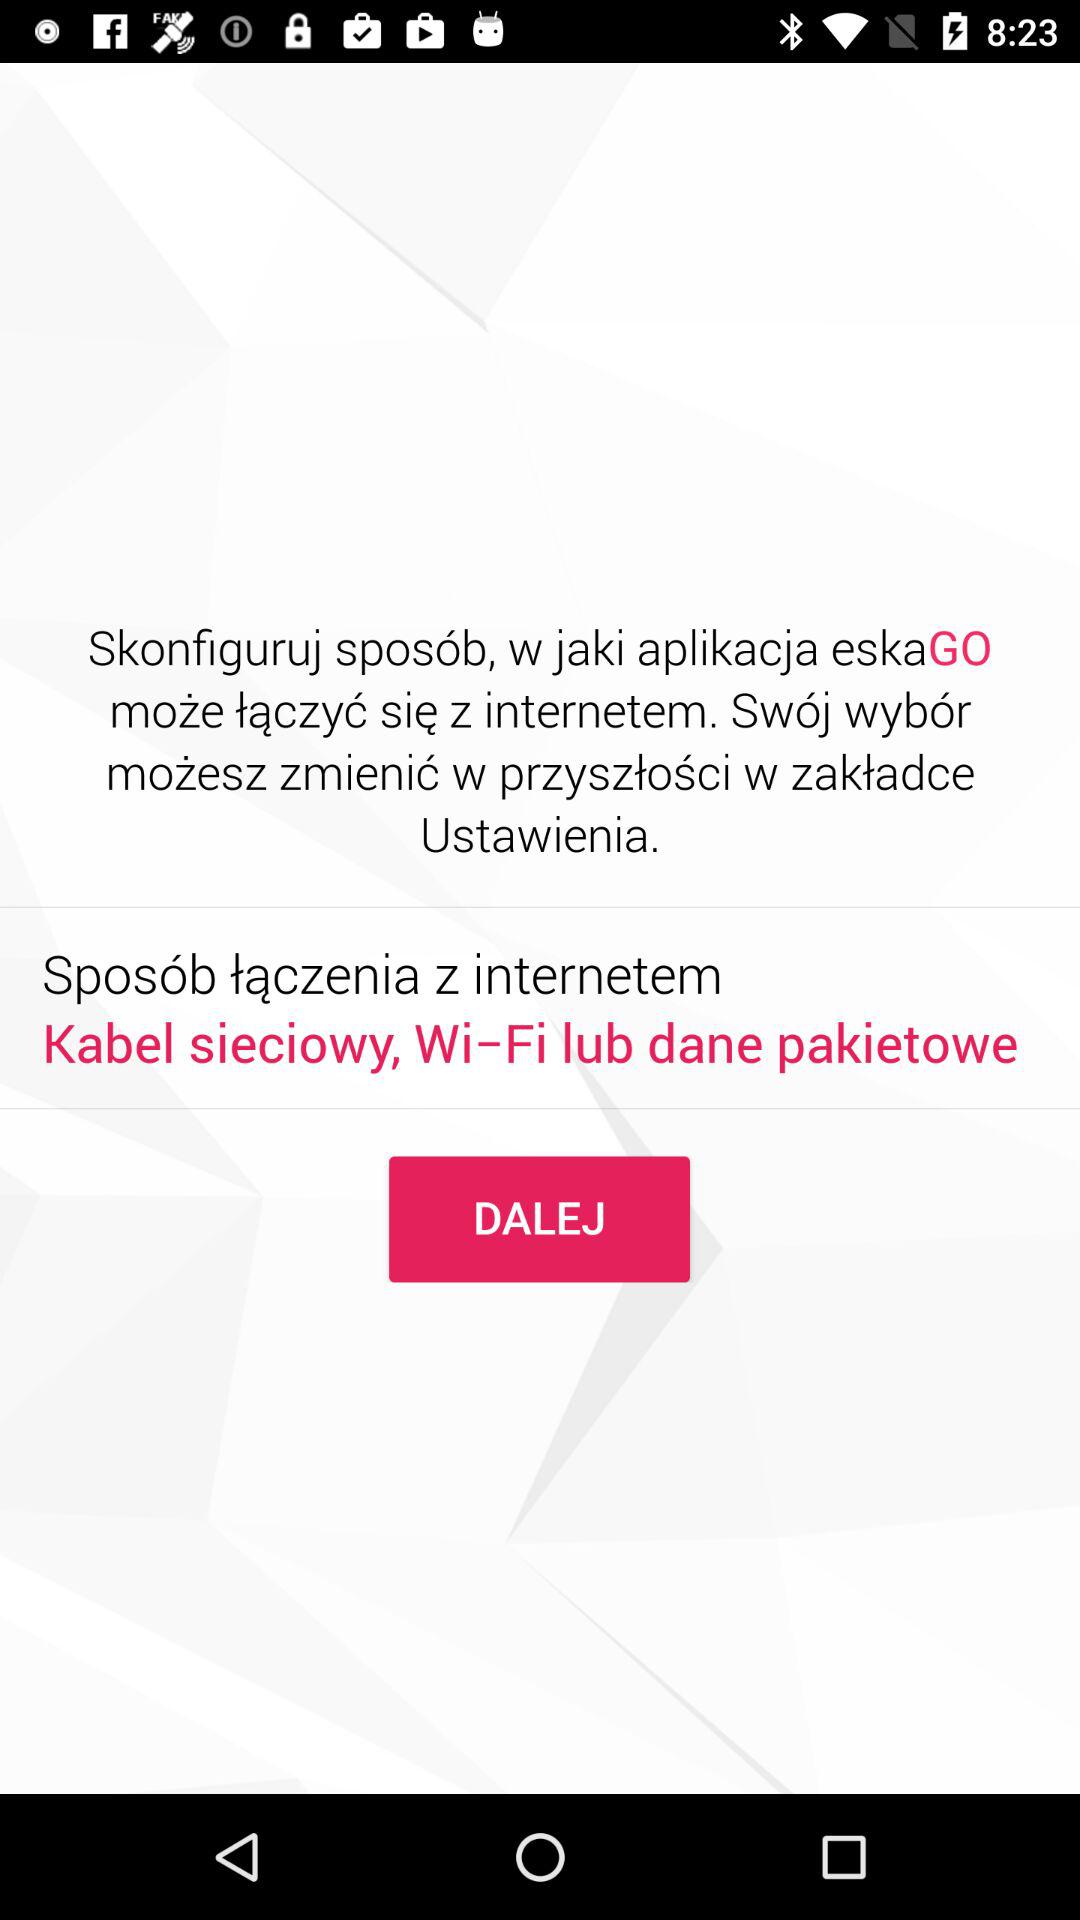 FAK
8:23
Skonfiguruj sposób, w jaki aplikacja eskaGO
może łączyć się z internetem. Swój wybór
możesz zmienić w przyszłości w zakładce
Ustawienia.
Sposób łączenia z internetem
Kabel sieciowy, Wi-Fi lub dane pakietowe
DALEJ